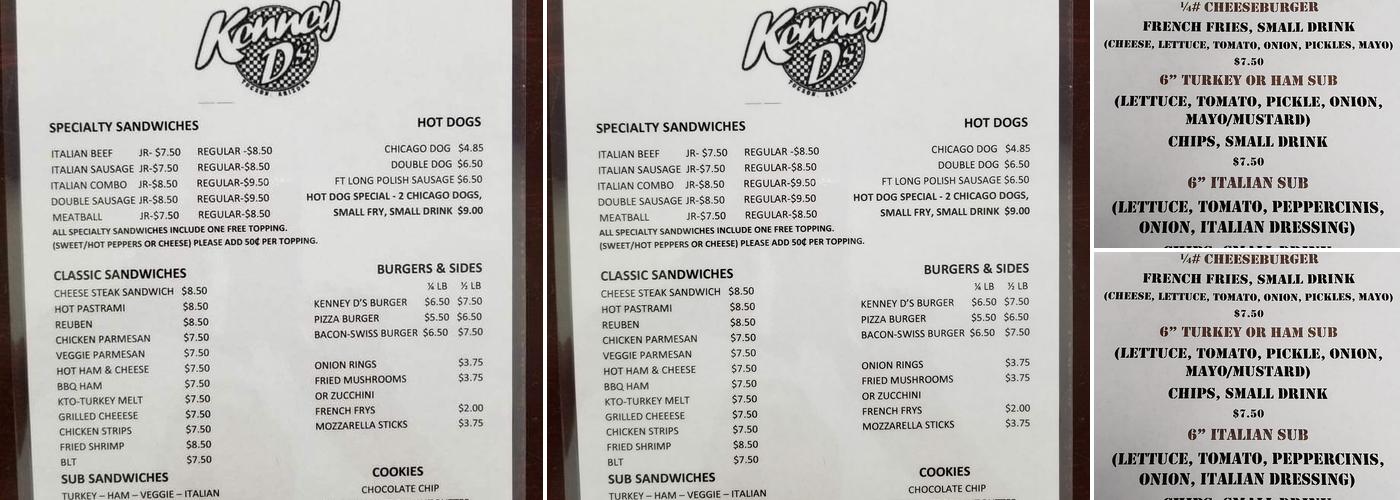 Kenney
D's
TUCSON ARIZONA
SPECIALTY SANDWICHES
ITALIAN BEEF JR- $7.50 REGULAR -$8.50
ITALIAN SAUSAGE JR-$7.50 REGULAR-$8.50
ITALIAN COMBO JR-$8.50 REGULAR-$9.50
DOUBLE SAUSAGE JR-$8.50 REGULAR-$9.50
MEATBALL JR-$7.50 REGULAR-$8.50
ALL SPECIALTY SANDWICHES INCLUDE ONE FREE TOPPING.
(SWEET/HOT PEPPERS OR CHEESE) PLEASE ADD 50¢ PER TOPPING.
HOT DOGS
CHICAGO DOG $4.85
DOUBLE DOG $6.50
FT LONG POLISH SAUSAGE $6.50
HOT DOG SPECIAL - 2 CHICAGO DOGS,
SMALL FRY, SMALL DRINK $9.00
CLASSIC SANDWICHES
CHEESE STEAK SANDWICH $8.50
HOT PASTRAMI $8.50
REUBEN $8.50
CHICKEN PARMESAN $7.50
VEGGIE PARMESAN $7.50
HOT HAM & CHEESE $7.50
BBQ HAM $7.50
KTO-TURKEY MELT $7.50
GRILLED CHEEESE $7.50
CHICKEN STRIPS $7.50
FRIED SHRIMP $8.50
BLT $7.50
BURGERS & SIDES
¼ LB ½ LB
KENNEY D'S BURGER $6.50 $7.50
PIZZA BURGER $5.50 $6.50
BACON-SWISS BURGER $6.50 $7.50
ONION RINGS $3.75
FRIED MUSHROOMS $3.75
OR ZUCCHINI
FRENCH FRYS $2.00
MOZZARELLA STICKS $3.75
SUB SANDWICHES
TURKEY – HAM – VEGGIE – ITALIAN
COOKIES
CHOCOLATE CHIP
Kenney
D's
TUCSON ARIZONA
SPECIALTY SANDWICHES
ITALIAN BEEF JR- $7.50 REGULAR -$8.50
ITALIAN SAUSAGE JR-$7.50 REGULAR-$8.50
ITALIAN COMBO JR-$8.50 REGULAR-$9.50
DOUBLE SAUSAGE JR-$8.50 REGULAR-$9.50
MEATBALL JR-$7.50 REGULAR-$8.50
ALL SPECIALTY SANDWICHES INCLUDE ONE FREE TOPPING.
(SWEET/HOT PEPPERS OR CHEESE) PLEASE ADD 50¢ PER TOPPING.
HOT DOGS
CHICAGO DOG $4.85
DOUBLE DOG $6.50
FT LONG POLISH SAUSAGE $6.50
HOT DOG SPECIAL - 2 CHICAGO DOGS,
SMALL FRY, SMALL DRINK $9.00
CLASSIC SANDWICHES
CHEESE STEAK SANDWICH $8.50
HOT PASTRAMI $8.50
REUBEN $8.50
CHICKEN PARMESAN $7.50
VEGGIE PARMESAN $7.50
HOT HAM & CHEESE $7.50
BBQ HAM $7.50
KTO-TURKEY MELT $7.50
GRILLED CHEEESE $7.50
CHICKEN STRIPS $7.50
FRIED SHRIMP $8.50
BLT $7.50
BURGERS & SIDES
¼ LB ½ LB
KENNEY D'S BURGER $6.50 $7.50
PIZZA BURGER $5.50 $6.50
BACON-SWISS BURGER $6.50 $7.50
ONION RINGS $3.75
FRIED MUSHROOMS $3.75
OR ZUCCHINI
FRENCH FRYS $2.00
MOZZARELLA STICKS $3.75
SUB SANDWICHES
TURKEY – HAM – VEGGIE – ITALIAN
COOKIES
CHOCOLATE CHIP
¼# CHEESEBURGER
FRENCH FRIES, SMALL DRINK
(CHEESE, LETTUCE, TOMATO, ONION, PICKLES, MAYO)
$7.50
6” TURKEY OR HAM SUB
(LETTUCE, TOMATO, PICKLE, ONION,
MAYO/MUSTARD)
CHIPS, SMALL DRINK
$7.50
6” ITALIAN SUB
(LETTUCE, TOMATO, PEPPERCINIS,
ONION, ITALIAN DRESSING)
¼# CHEESEBURGER
FRENCH FRIES, SMALL DRINK
(CHEESE, LETTUCE, TOMATO, ONION, PICKLES, MAYO)
$7.50
6” TURKEY OR HAM SUB
(LETTUCE, TOMATO, PICKLE, ONION,
MAYO/MUSTARD)
CHIPS, SMALL DRINK
$7.50
6” ITALIAN SUB
(LETTUCE, TOMATO, PEPPERCINIS,
ONION, ITALIAN DRESSING)